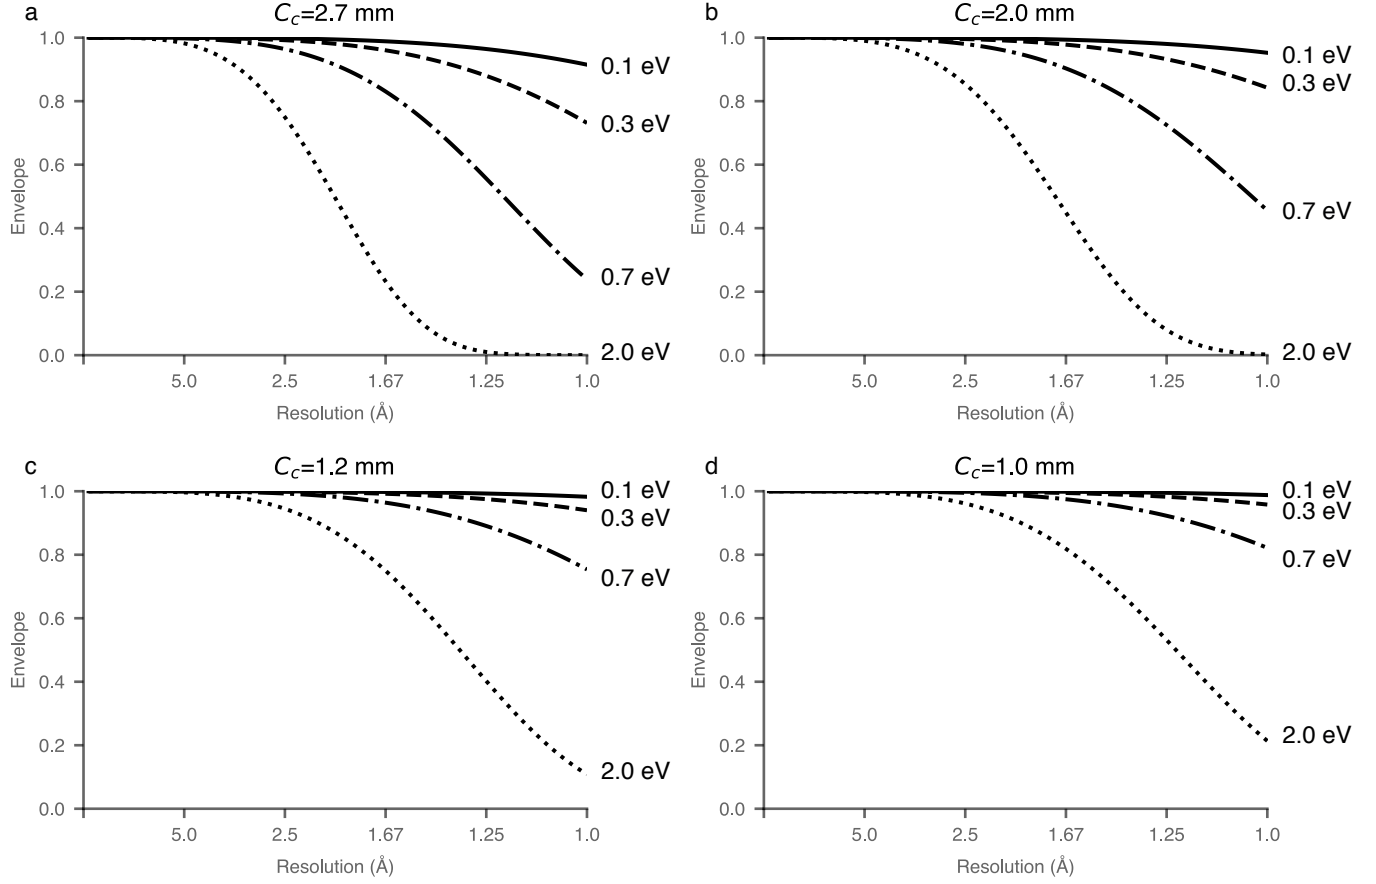 a
C_c=2.7 mm
1.0
0.8
0.6
0.4
0.2
0.0
Envelope
0.1 eV
0.3 eV
0.7 eV
2.0 eV
5.0 2.5 1.67 1.25 1.0
Resolution (Å)
b
C_c=2.0 mm
1.0
0.8
0.6
0.4
0.2
0.0
Envelope
0.1 eV
0.3 eV
0.7 eV
2.0 eV
5.0 2.5 1.67 1.25 1.0
Resolution (Å)
c
C_c=1.2 mm
1.0
0.8
0.6
0.4
0.2
0.0
Envelope
0.1 eV
0.3 eV
0.7 eV
2.0 eV
5.0 2.5 1.67 1.25 1.0
Resolution (Å)
d
C_c=1.0 mm
1.0
0.8
0.6
0.4
0.2
0.0
Envelope
0.1 eV
0.3 eV
0.7 eV
2.0 eV
5.0 2.5 1.67 1.25 1.0
Resolution (Å)